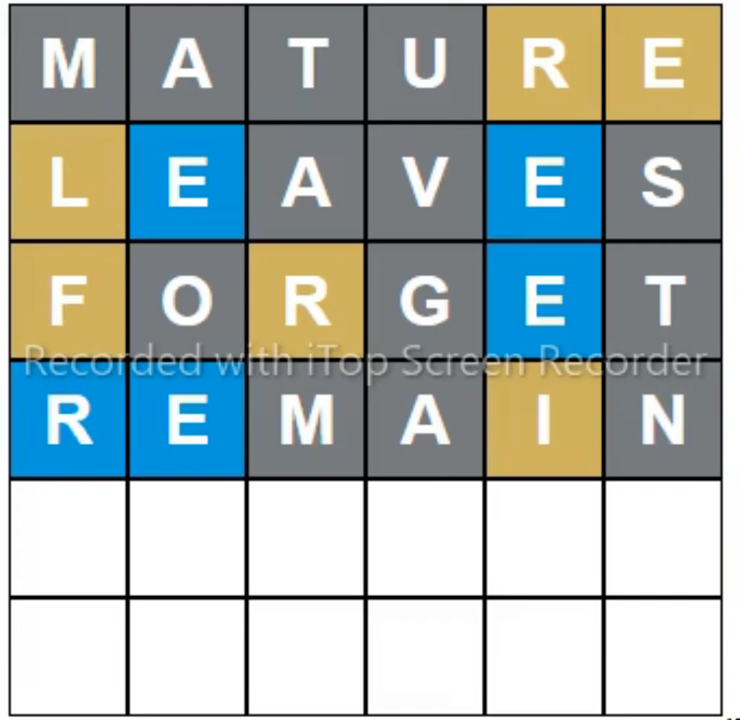 MATURE
LEAVES
FORGET
Recorded with iTop Screen Recorder
REMAIN